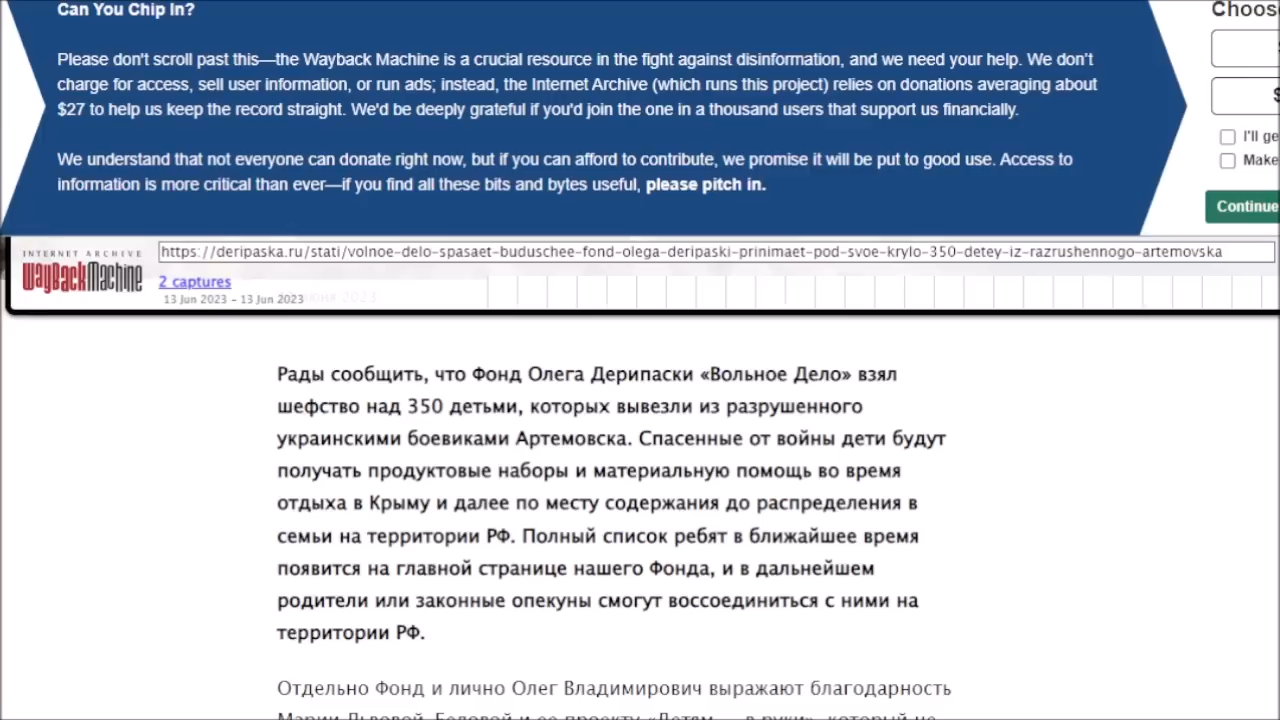 Can You Chip In?
Please don't scroll past this—the Wayback Machine is a crucial resource in the fight against disinformation, and we need your help. We don't
charge for access, sell user information, or run ads; instead, the Internet Archive (which runs this project) relies on donations averaging about
$27 to help us keep the record straight. We'd be deeply grateful if you'd join the one in a thousand users that support us financially.
We understand that not everyone can donate right now, but if you can afford to contribute, we promise it will be put to good use. Access to
information is more critical than ever—if you find all these bits and bytes useful, please pitch in.
I'll
Make
Continue
INTERNET ARCHIVE
WayBackMachine
https://deripaska.ru/stati/volnoe-delo-spasaet-buduschee-fond-olega-deripaski-prinimaet-pod-svoe-krylo-350-detey-iz-razrushennogo-artemovska
2 captures
13 Jun 2023 - 13 Jun 2023
Рады сообщить, что Фонд Олега Дерипаски «Вольное Дело» взял
шефство над 350 детьми, которых вывезли из разрушенного
украинскими боевиками Артемовска. Спасенные от войны дети будут
получать продуктовые наборы и материальную помощь во время
отдыха в Крыму и далее по месту содержания до распределения в
семьи на территории РФ. Полный список ребят в ближайшее время
появится на главной странице нашего Фонда, и в дальнейшем
родители или законные опекуны смогут воссоединиться с ними на
территории РФ.
Отдельно Фонд и лично Олег Владимирович выражают благодарность